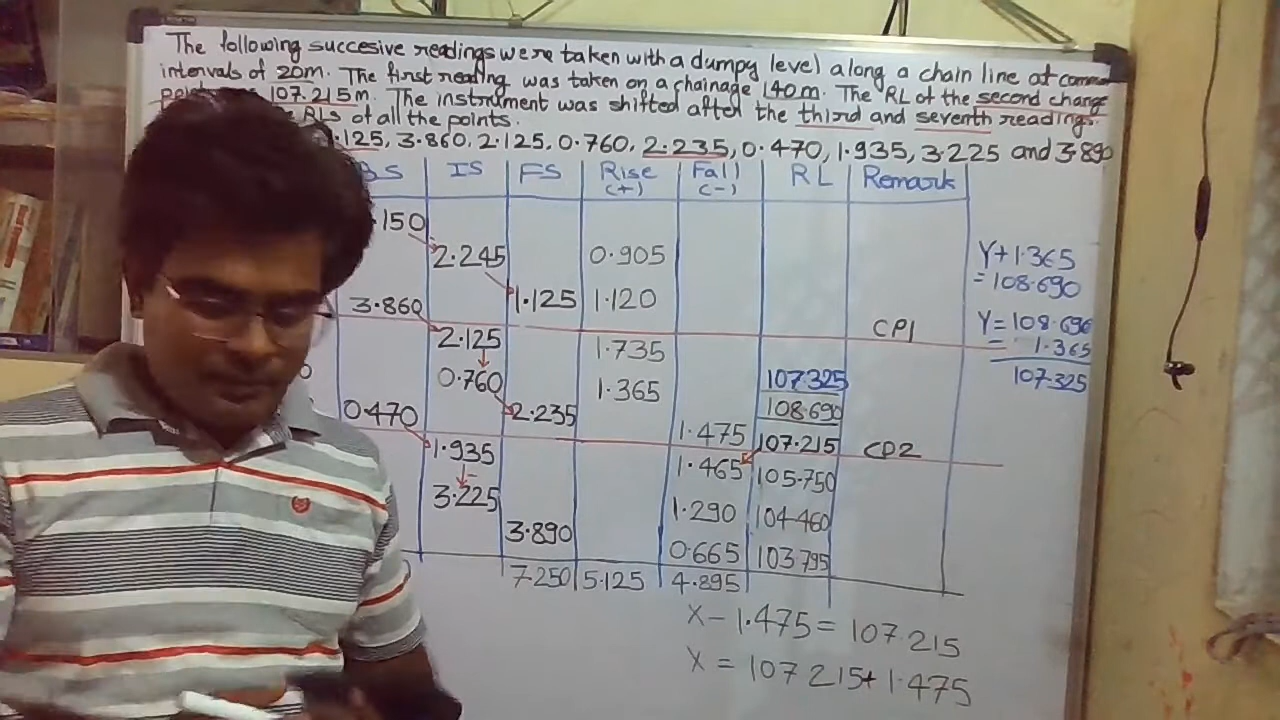 The following succesive readings were taken with a dumpy level along a chain line at common
intervals of 20m. The first reading was taken on a chainage 140m. The RL of the second change
107.215m. The instrument was shifted after the third and seventh readings.
RLs of all the points.
.125, 3.860, 2.125, 0.760, 2.235, 0.470, 1.935, 3.225 and 3.890
BS IS FS Rise (+) Fall (-) RL Remark
.150
2.245 0.905
3.860 1.125 1.120 CP1
2.125 1.735
0.760 1.365 107.325
108.690
0.470 2.235 1.475 107.215 CP2
1.935 1.465 105.750
3.225 1.290 104.460
3.890 0.665 103.795
7.250 5.125 4.895
Y+1.365
=108.690
Y=108.690
- 1.365
107.325
X-1.475=107.215
X=107.215+1.475